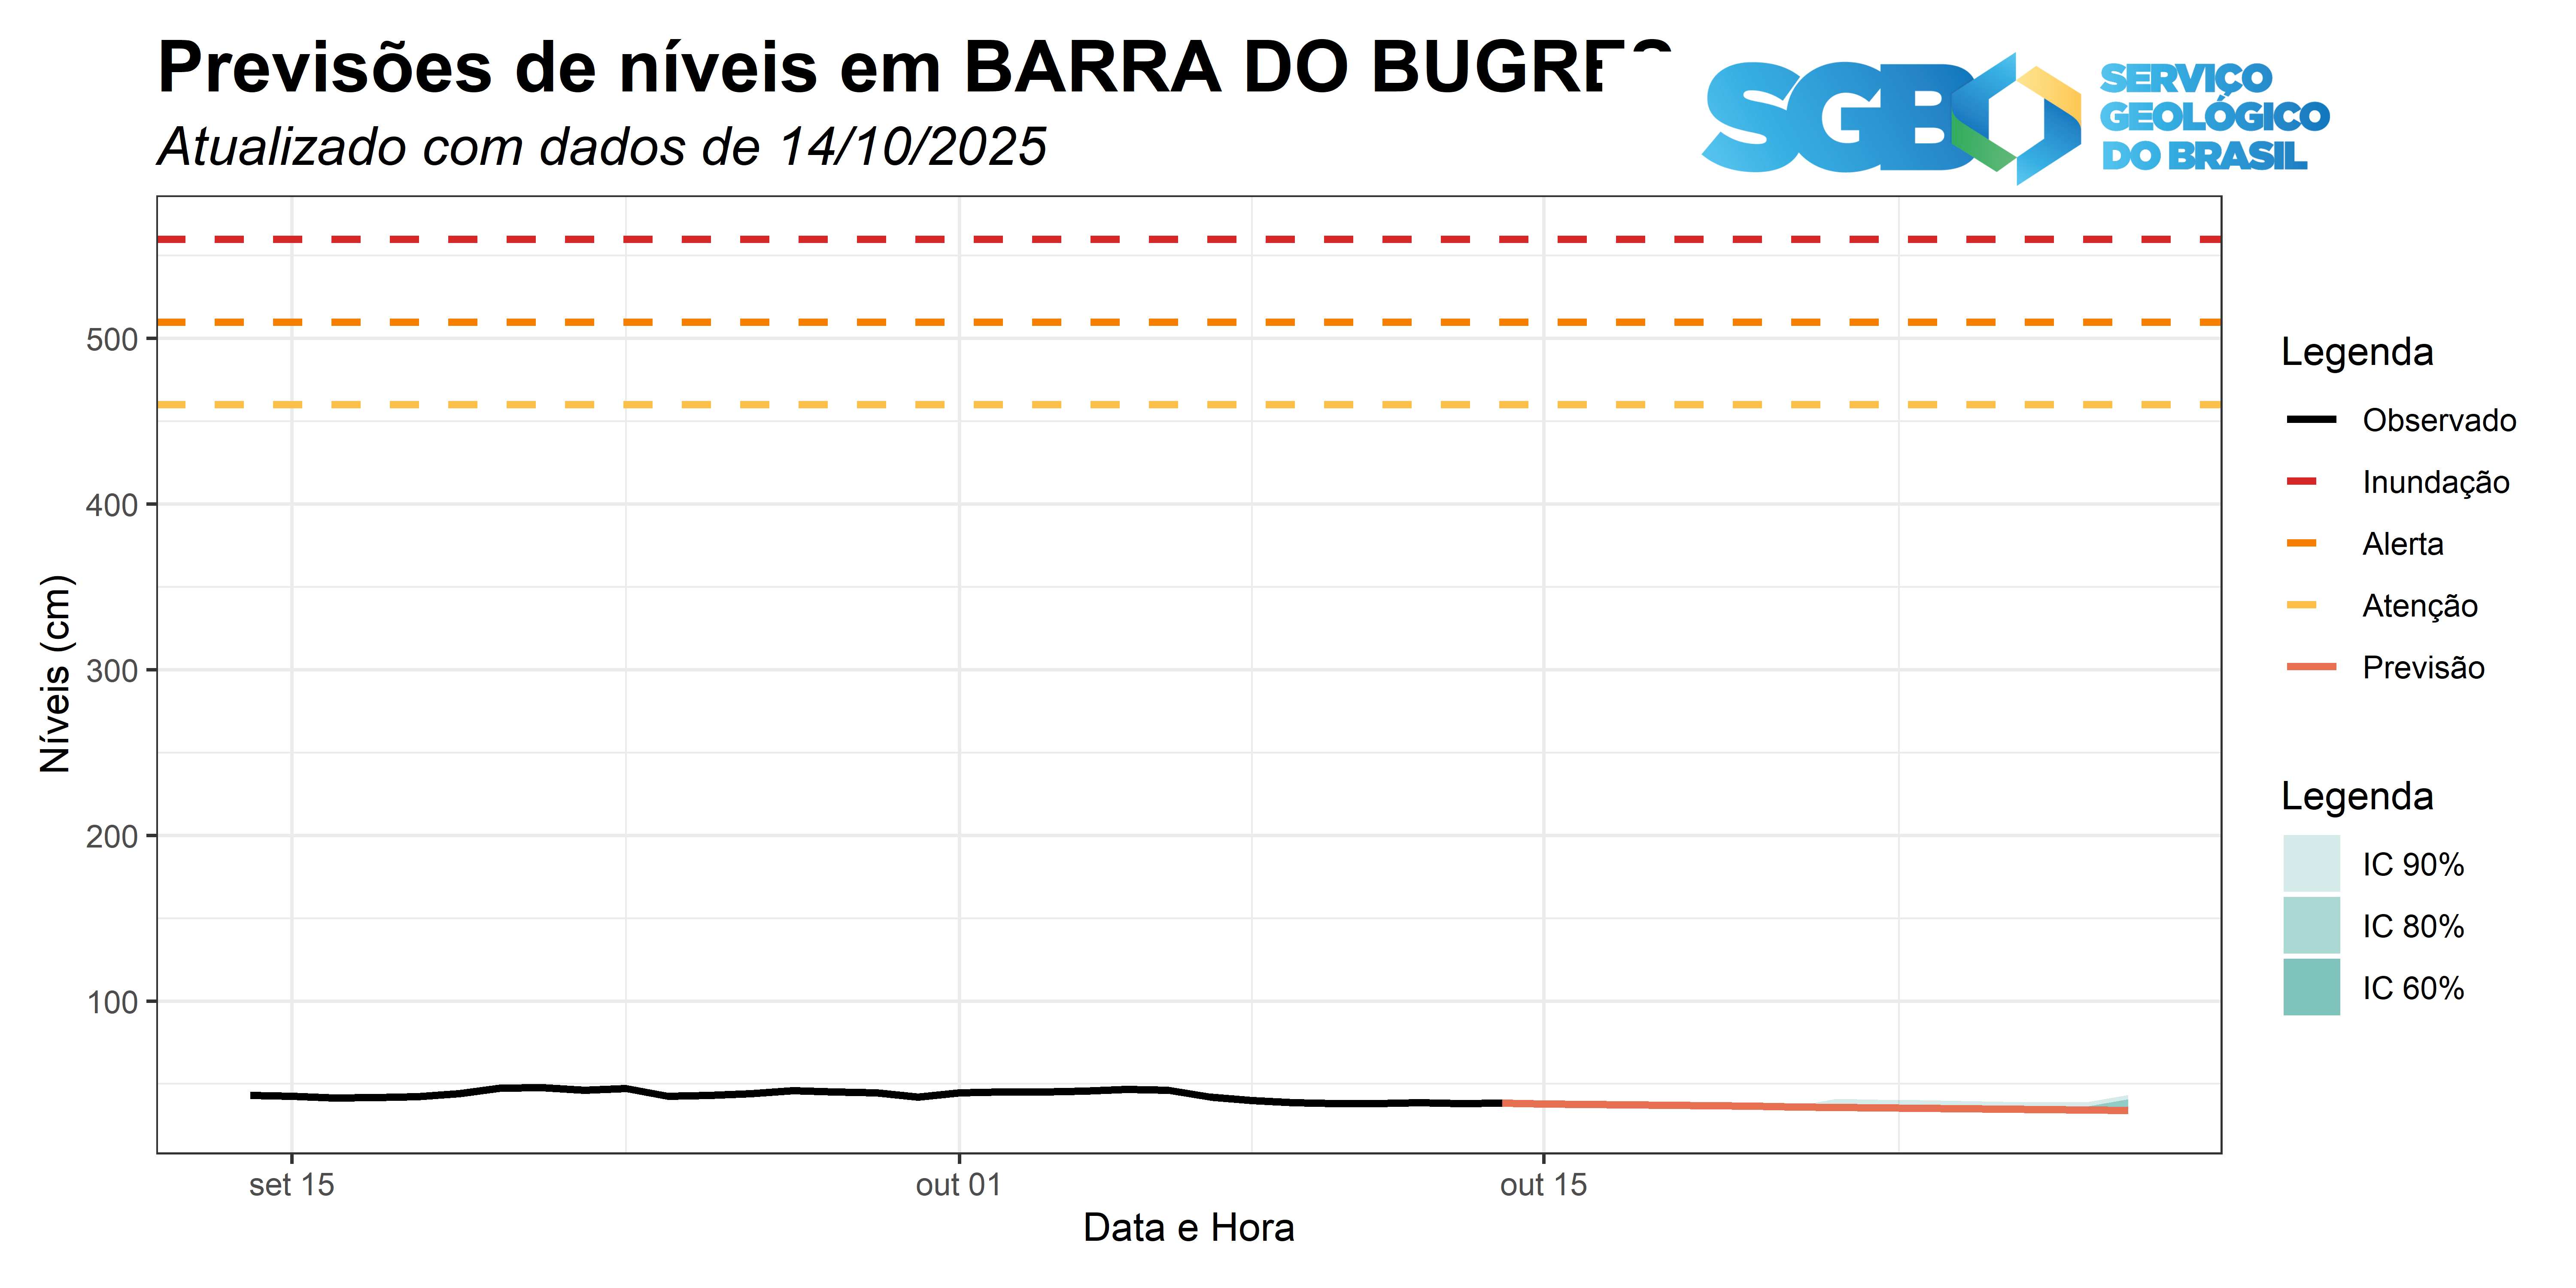 Previsões de níveis em BARRA DO BUGRES
Atualizado com dados de 14/10/2025
SGB
SERVIÇO
GEOLÓGICO
DO BRASIL
500
400
300
200
100
Níveis (cm)
set 15
out 01
out 15
Data e Hora
Legenda
Observado
Inundação
Alerta
Atenção
Previsão
Legenda
IC 90%
IC 80%
IC 60%